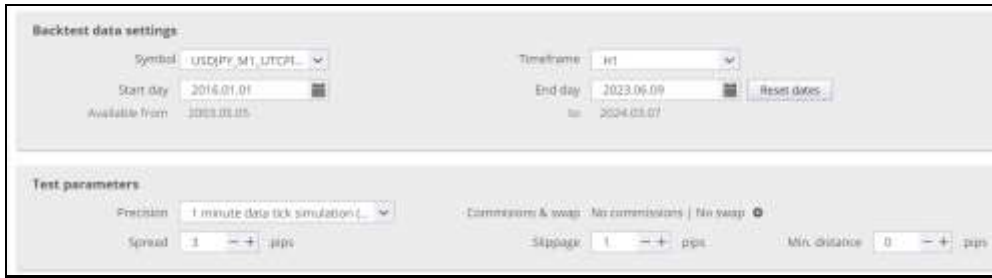 Backtest data settings
Symbol USDJPY_M1_UTCPl... Timeframe H1
Start day 2016.01.01 End day 2023.06.09 Reset dates
Available from 2003.05.05 to 2024.03.07
Test parameters
Precision 1 minute data tick simulation (... Commisions & swap No commissions | No swap
Spread 3 - + pips Slippage 1 - + pips Min. distance 0 - + pips